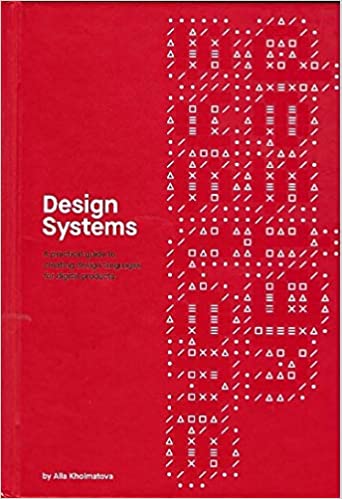 Design
Systems
A practical guide to
creating design languages
for digital products.
by Alla Kholmatova